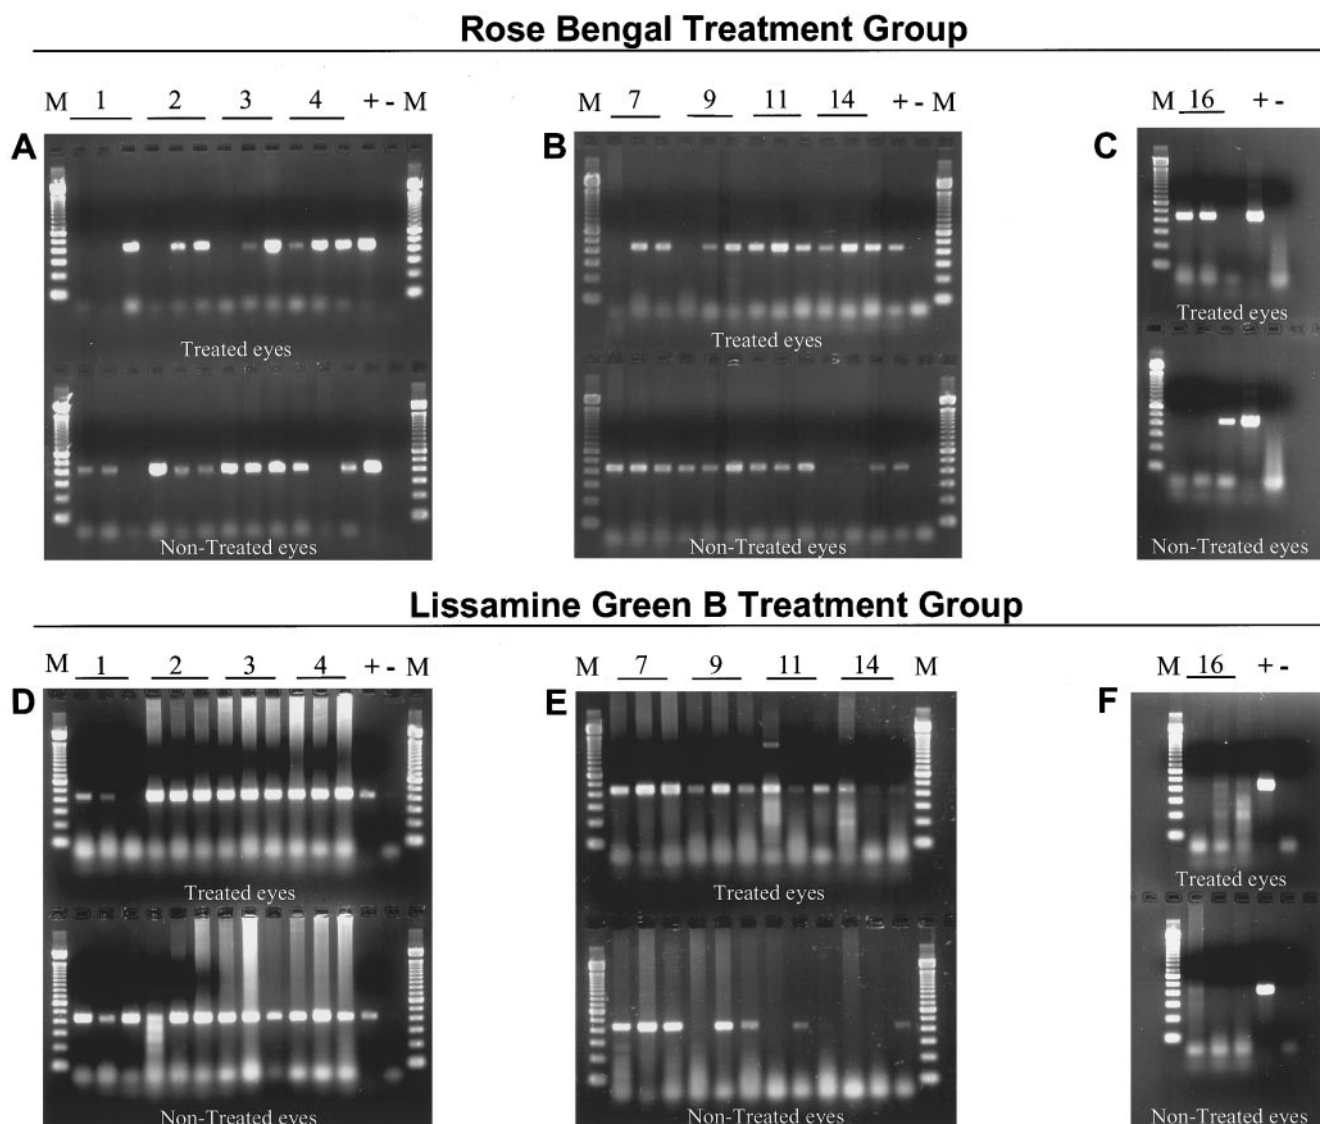 Rose Bengal Treatment Group
M 1 2 3 4 + - M
M 7 9 11 14 + - M
M 16 + -
A
B
C
Treated eyes
Treated eyes
Treated eyes
Non-Treated eyes
Non-Treated eyes
Non-Treated eyes
Lissamine Green B Treatment Group
M 1 2 3 4 + - M
M 7 9 11 14 M
M 16 + -
D
E
F
Treated eyes
Treated eyes
Treated eyes
Non-Treated eyes
Non-Treated eyes
Non-Treated eyes